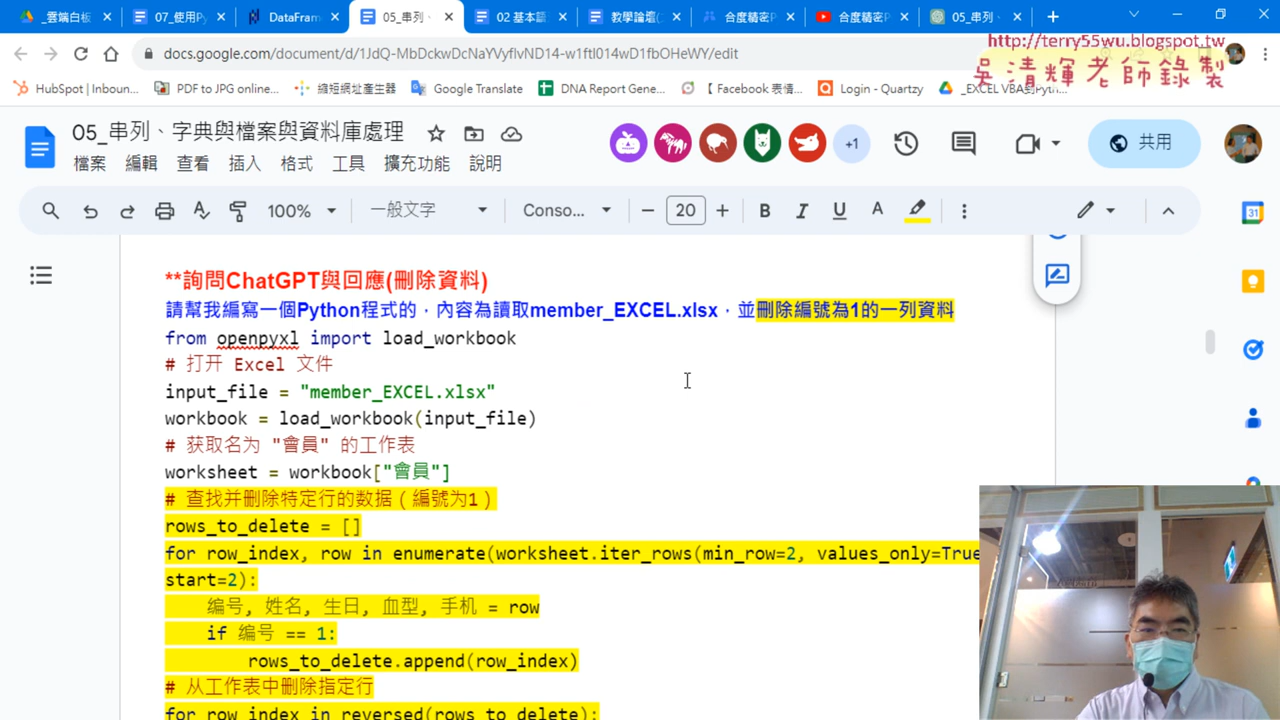 _雲端白板
07_使用Py
DataFram
05_串列、
02 基本語
教學論壇(
合度精密P
合度精密P
05_串列、
docs.google.com/document/d/1JdQ-MbDckwDcNaYVyflvND14-w1ftl014wD1fbOHeWY/edit
http://terry55wu.blogspot.tw
吳清輝老師錄製
HubSpot | Inboun...
PDF to JPG online...
縮短網址產生器
Google Translate
DNA Report Gene...
【 Facebook 表情...
Login - Quartzy
_EXCEL VBA到Pyth...
05_串列、字典與檔案與資料庫處理
檔案 編輯 查看 插入 格式 工具 擴充功能 說明
+1
共用
100%
一般文字
Conso...
20
B I U A
31
**詢問ChatGPT與回應(刪除資料)
請幫我編寫一個Python程式的，內容為讀取member_EXCEL.xlsx，並刪除編號為1的一列資料
from openpyxl import load_workbook
# 打开 Excel 文件
input_file = "member_EXCEL.xlsx"
workbook = load_workbook(input_file)
# 获取名为 "會員" 的工作表
worksheet = workbook["會員"]
# 查找并删除特定行的数据（編號为1）
rows_to_delete = []
for row_index, row in enumerate(worksheet.iter_rows(min_row=2, values_only=True
start=2):
编号, 姓名, 生日, 血型, 手机 = row
if 编号 == 1:
rows_to_delete.append(row_index)
# 从工作表中删除指定行
for row_index in reversed(rows_to_delete):